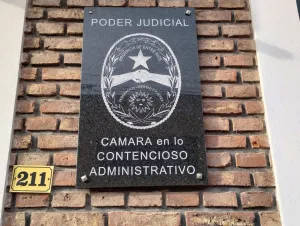 PODER JUDICIAL
CAMARA en lo
CONTENCIOSO
ADMINISTRATIVO
211